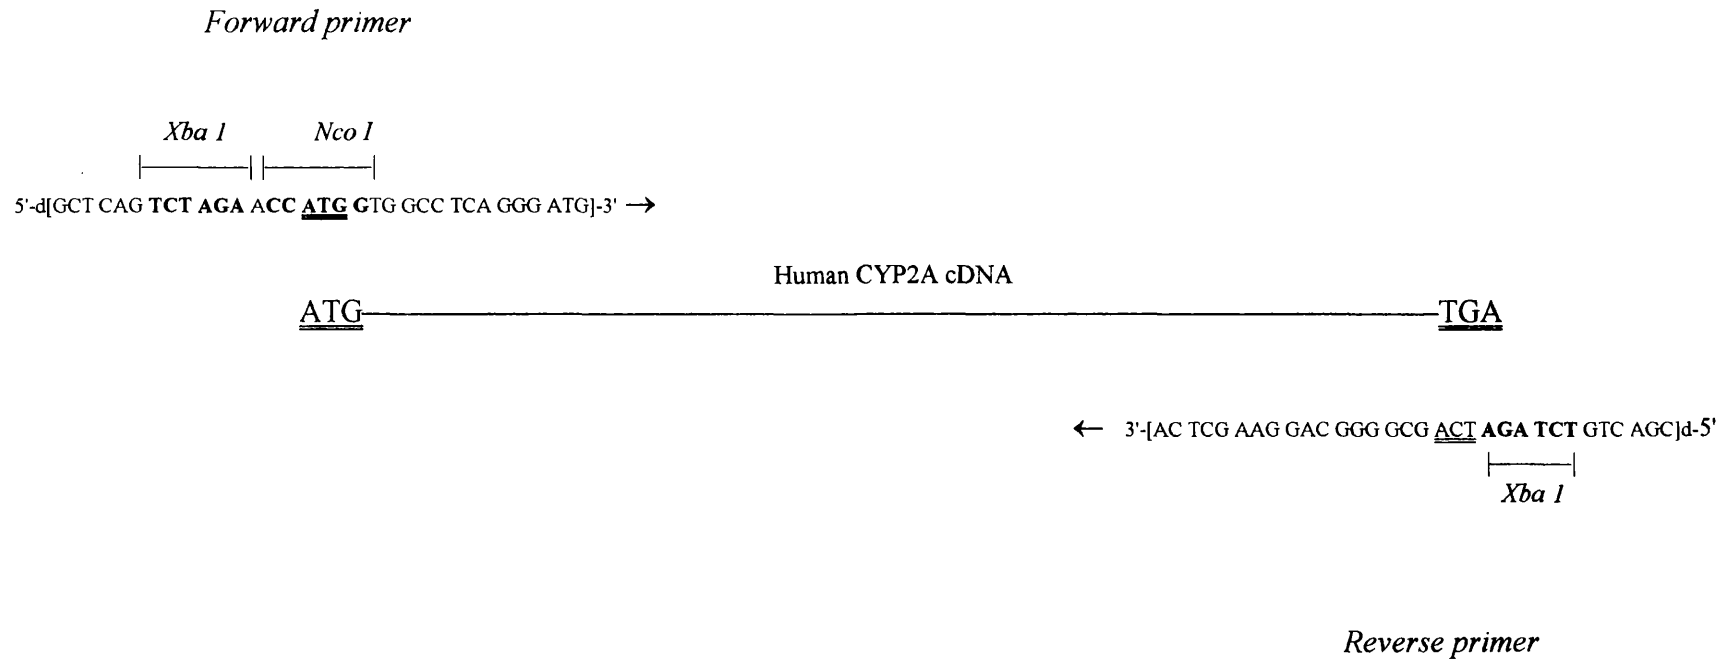 Forward primer
Xba 1 Nco I
5'-d[GCT CAG TCT AGA ACC ATG GTG GCC TCA GGG ATG]-3' →
Human CYP2A cDNA
ATG TGA
← 3'-[AC TCG AAG GAC GGG GCG ACT AGA TCT GTC AGC]d-5'
Xba 1
Reverse primer